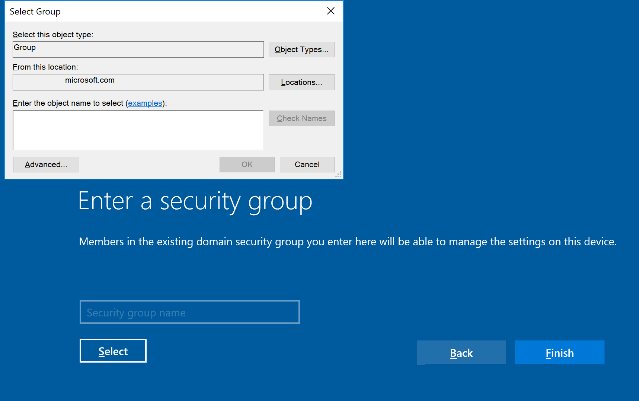 Select Group
Select this object type:
Group
Object Types...
From this location:
microsoft.com
Locations...
Enter the object name to select (examples):
Check Names
Advanced...
OK
Cancel
Enter a security group
Members in the existing domain security group you enter here will be able to manage the settings on this device.
Security group name
Select
Back
Finish